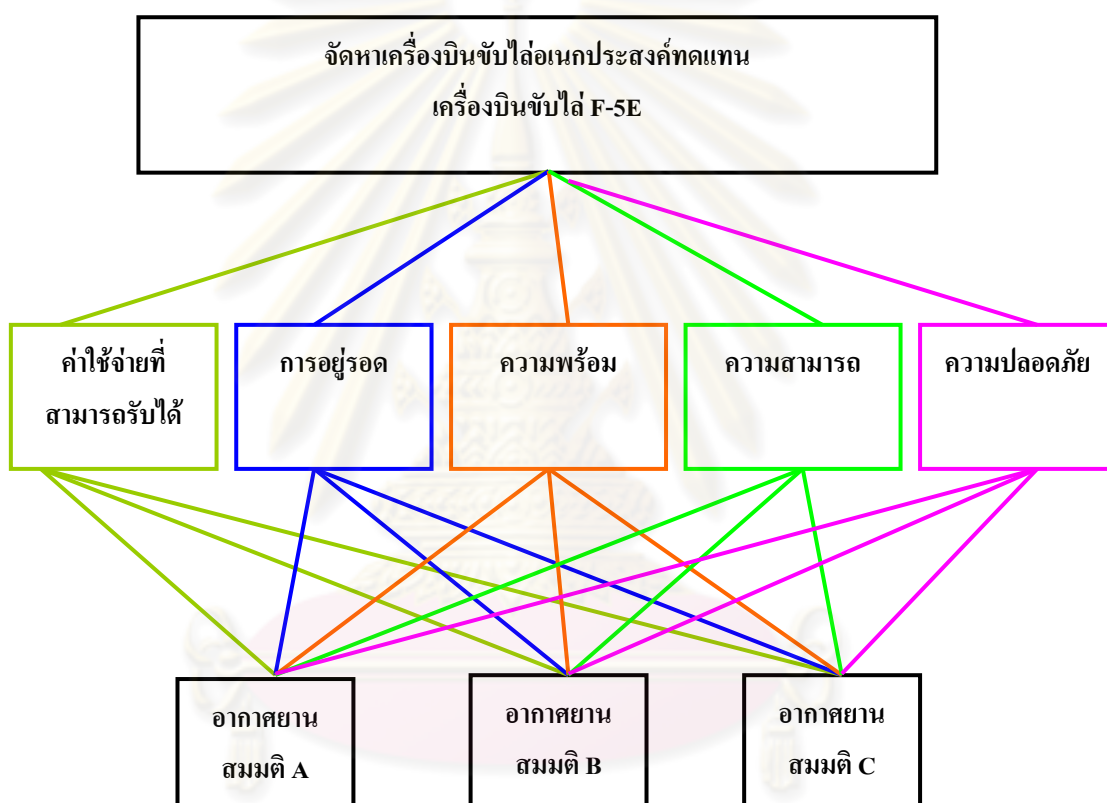 จัดหาเครื่องบินขับไล่อเนกประสงค์ทดแทน
เครื่องบินขับไล่ F-5E
ค่าใช้จ่ายที่
สามารถรับได้
การอยู่รอด
ความพร้อม
ความสามารถ
ความปลอดภัย
อากาศยาน
สมมติ A
อากาศยาน
สมมติ B
อากาศยาน
สมมติ C